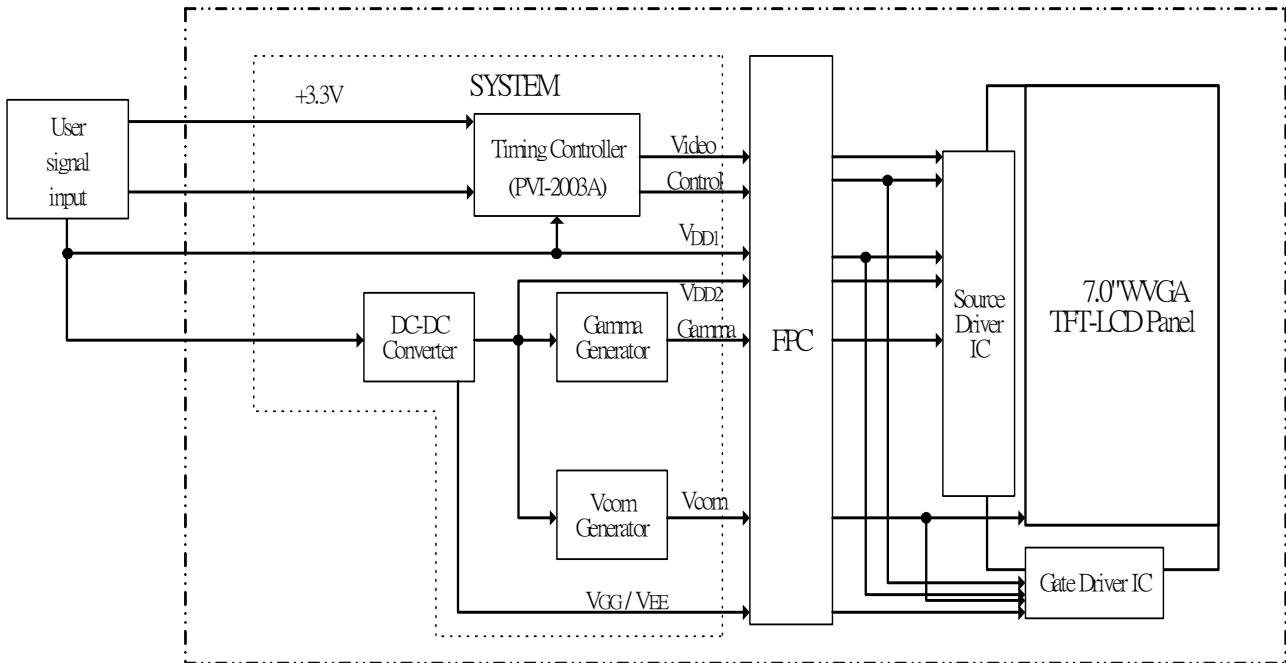 SYSTEM
+3.3V
User
signal
input
Timing Controller
(PVI-2003A)
Video
Control
VDD1
VDD2
DC-DC
Converter
Gamma
Generator
Gamma
FPC
Source
Driver
IC
7.0"WVGA
TFT-LCD Panel
Vcom
Generator
Vcom
Gate Driver IC
VGG / VEE